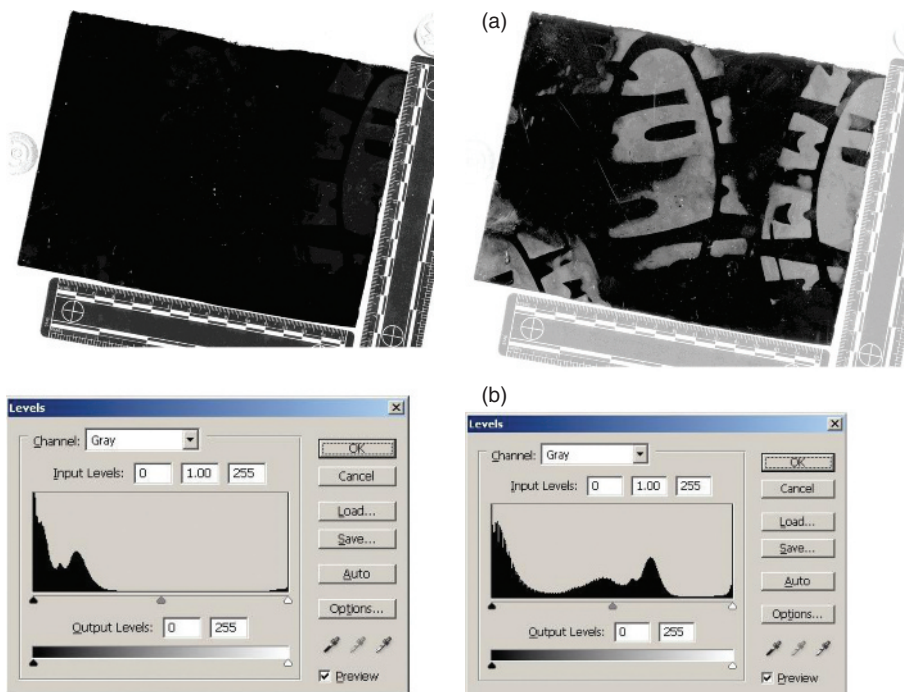 (a)
(b)
Levels
Channel: Gray
Input Levels: 0 1.00 255
Output Levels: 0 255
OK
Cancel
Load...
Save...
Auto
Options...
Preview
Levels
Channel: Gray
Input Levels: 0 1.00 255
Output Levels: 0 255
OK
Cancel
Load...
Save...
Auto
Options...
Preview